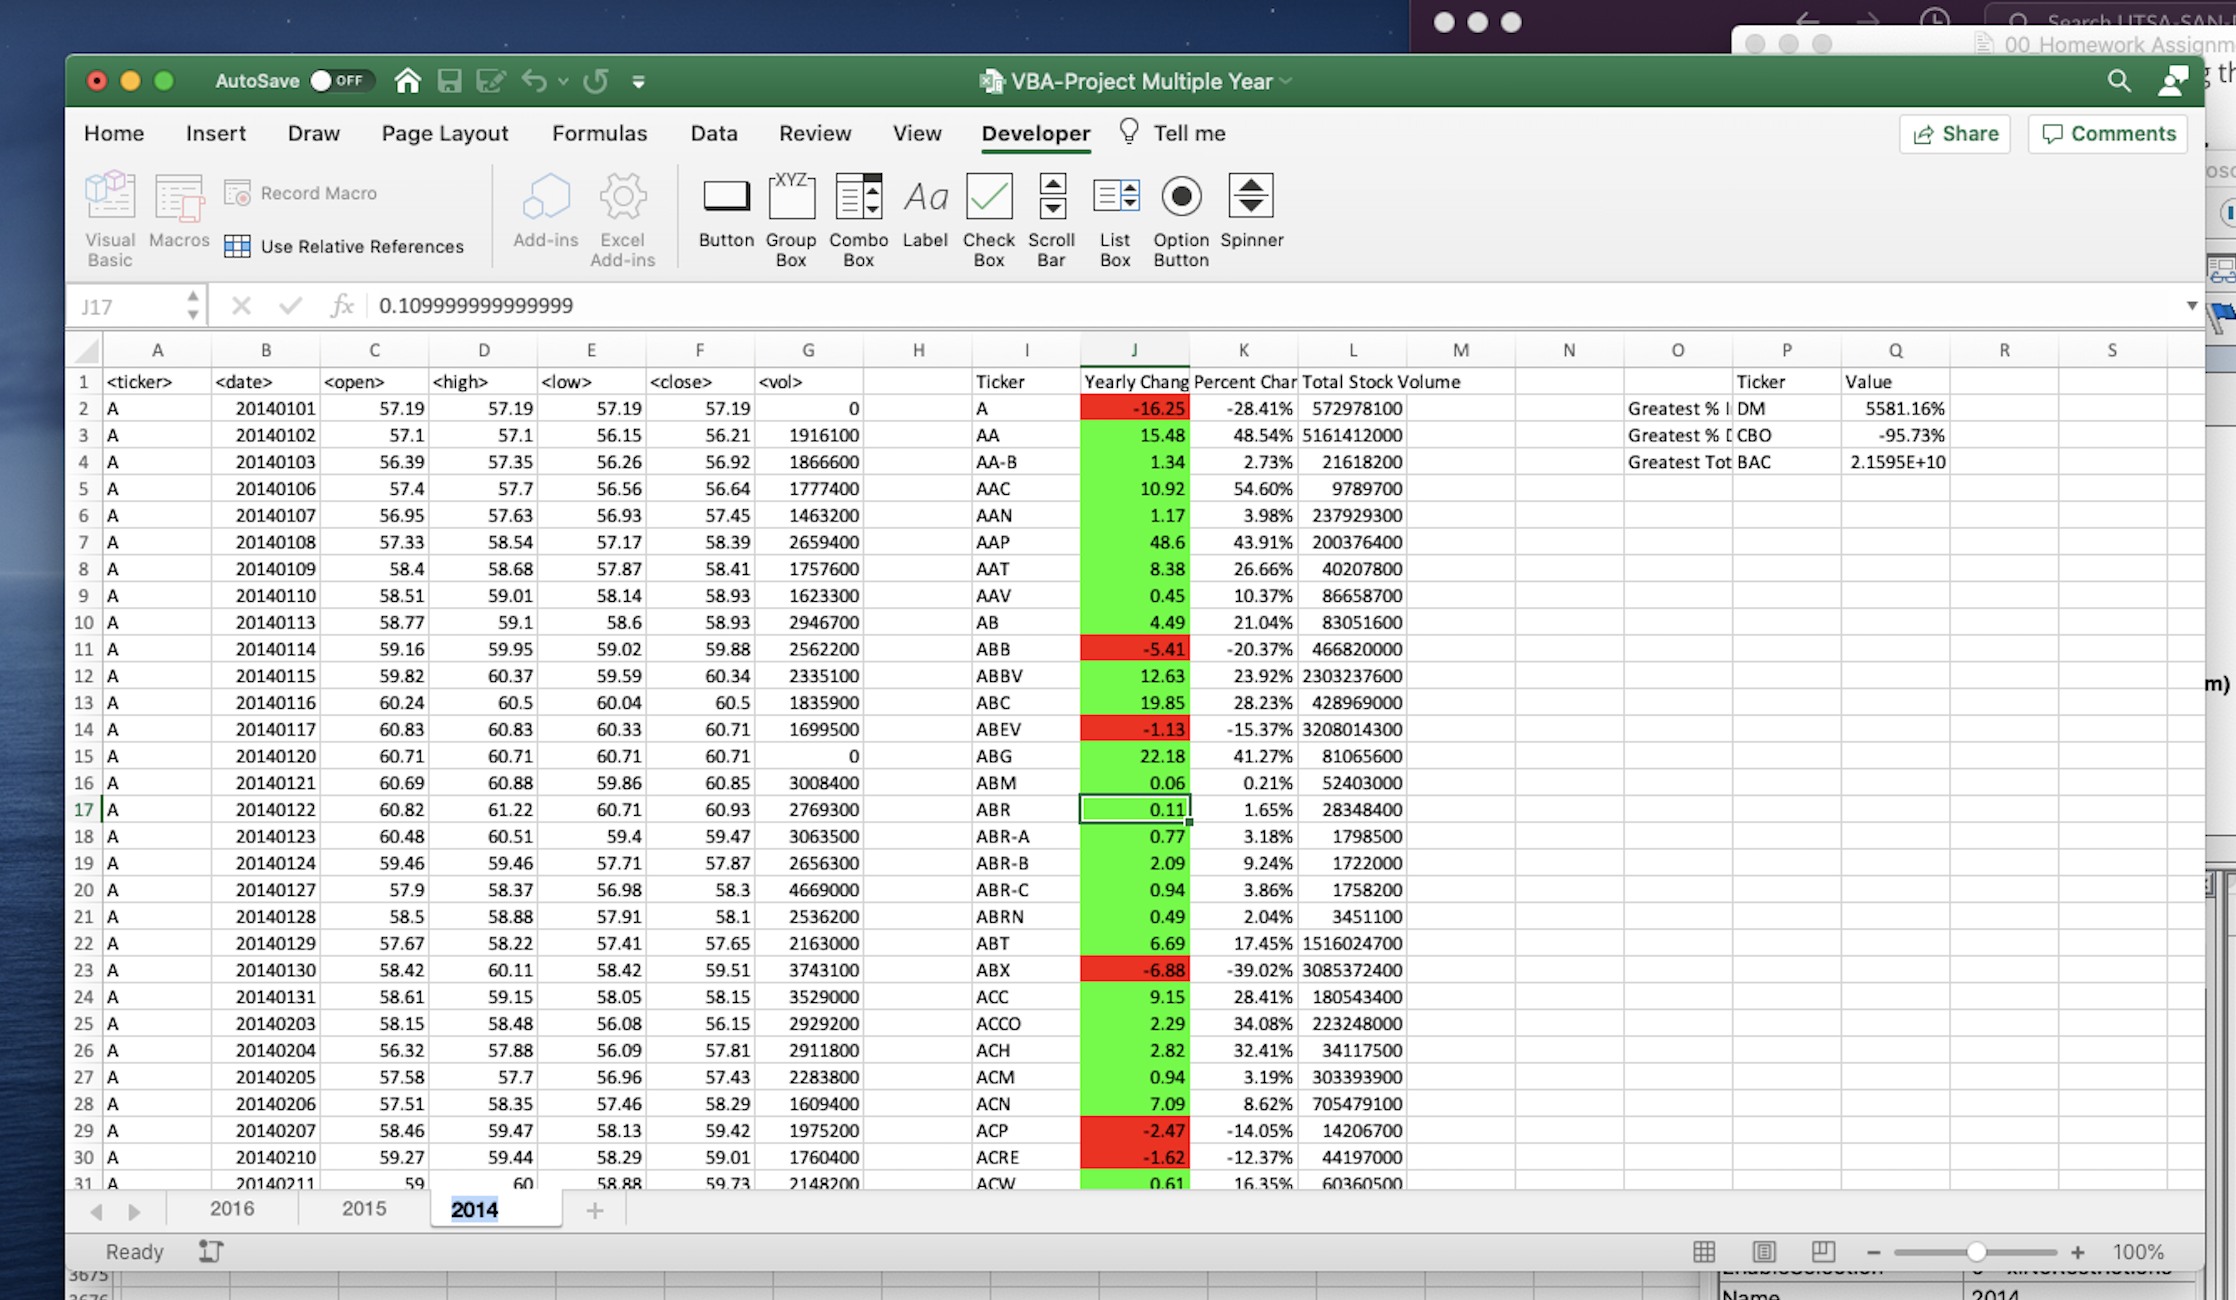 Search UTSA-SAN-
00_Homework Assignm
AutoSave OFF VBA-Project Multiple Year
Home Insert Draw Page Layout Formulas Data Review View Developer Tell me Share Comments
Visual Basic Macros Record Macro Use Relative References Add-ins Excel Add-ins Button XYZ Group Box Combo Box Aa Label Check Box Scroll Bar List Box Option Button Spinner
J17 fx 0.109999999999999
A B C D E F G H I J K L M N O P Q R S
1 <ticker> <date> <open> <high> <low> <close> <vol> Ticker Yearly Chang Percent Char Total Stock Volume Ticker Value
2 A 20140101 57.19 57.19 57.19 57.19 0 A -16.25 -28.41% 572978100 Greatest % I DM 5581.16%
3 A 20140102 57.1 57.1 56.15 56.21 1916100 AA 15.48 48.54% 5161412000 Greatest % D CBO -95.73%
4 A 20140103 56.39 57.35 56.26 56.92 1866600 AA-B 1.34 2.73% 21618200 Greatest Tot BAC 2.1595E+10
5 A 20140106 57.4 57.7 56.56 56.64 1777400 AAC 10.92 54.60% 9789700
6 A 20140107 56.95 57.63 56.93 57.45 1463200 AAN 1.17 3.98% 237929300
7 A 20140108 57.33 58.54 57.17 58.39 2659400 AAP 48.6 43.91% 200376400
8 A 20140109 58.4 58.68 57.87 58.41 1757600 AAT 8.38 26.66% 40207800
9 A 20140110 58.51 59.01 58.14 58.93 1623300 AAV 0.45 10.37% 86658700
10 A 20140113 58.77 59.1 58.6 58.93 2946700 AB 4.49 21.04% 83051600
11 A 20140114 59.16 59.95 59.02 59.88 2562200 ABB -5.41 -20.37% 466820000
12 A 20140115 59.82 60.37 59.59 60.34 2335100 ABBV 12.63 23.92% 2303237600
13 A 20140116 60.24 60.5 60.04 60.5 1835900 ABC 19.85 28.23% 428969000
14 A 20140117 60.83 60.83 60.33 60.71 1699500 ABEV -1.13 -15.37% 3208014300
15 A 20140120 60.71 60.71 60.71 60.71 0 ABG 22.18 41.27% 81065600
16 A 20140121 60.69 60.88 59.86 60.85 3008400 ABM 0.06 0.21% 52403000
17 A 20140122 60.82 61.22 60.71 60.93 2769300 ABR 0.11 1.65% 28348400
18 A 20140123 60.48 60.51 59.4 59.47 3063500 ABR-A 0.77 3.18% 1798500
19 A 20140124 59.46 59.46 57.71 57.87 2656300 ABR-B 2.09 9.24% 1722000
20 A 20140127 57.9 58.37 56.98 58.3 4669000 ABR-C 0.94 3.86% 1758200
21 A 20140128 58.5 58.88 57.91 58.1 2536200 ABRN 0.49 2.04% 3451100
22 A 20140129 57.67 58.22 57.41 57.65 2163000 ABT 6.69 17.45% 1516024700
23 A 20140130 58.42 60.11 58.42 59.51 3743100 ABX -6.88 -39.02% 3085372400
24 A 20140131 58.61 59.15 58.05 58.15 3529000 ACC 9.15 28.41% 180543400
25 A 20140203 58.15 58.48 56.08 56.15 2929200 ACCO 2.29 34.08% 223248000
26 A 20140204 56.32 57.88 56.09 57.81 2911800 ACH 2.82 32.41% 34117500
27 A 20140205 57.58 57.7 56.96 57.43 2283800 ACM 0.94 3.19% 303393900
28 A 20140206 57.51 58.35 57.46 58.29 1609400 ACN 7.09 8.62% 705479100
29 A 20140207 58.46 59.47 58.13 59.42 1975200 ACP -2.47 -14.05% 14206700
30 A 20140210 59.27 59.44 58.29 59.01 1760400 ACRE -1.62 -12.37% 44197000
31 A 20140211 59 60 58.88 59.73 2148200 ACW 0.61 16.35% 60360500
2016 2015 2014
Ready 100%
3675
Name 2014